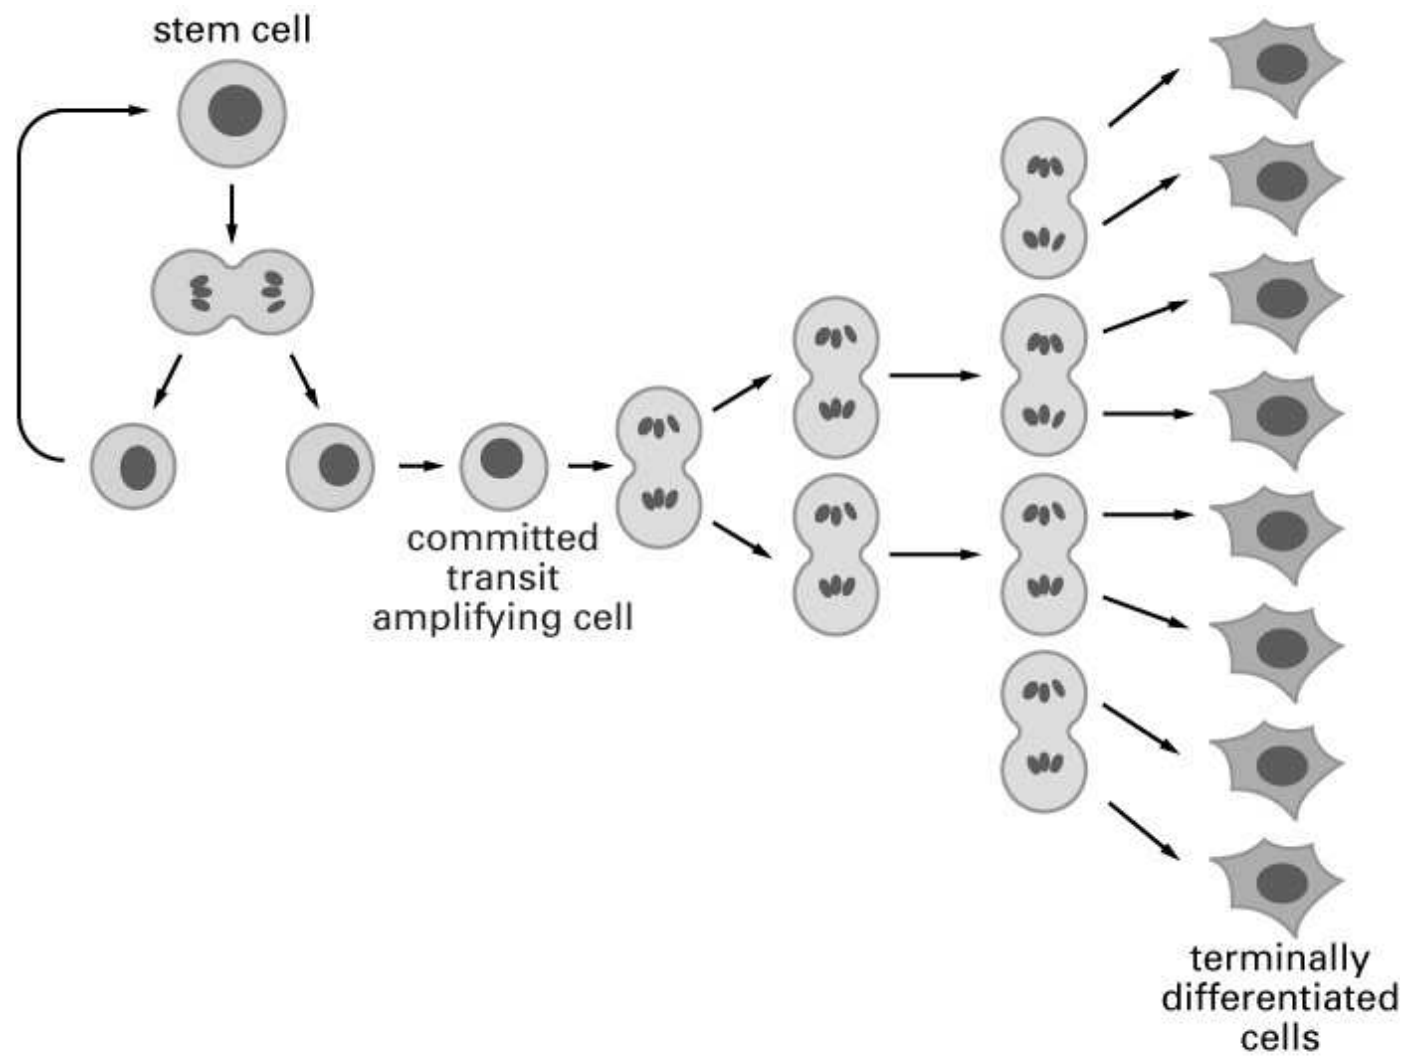 stem cell
committed
transit
amplifying cell
terminally
differentiated
cells